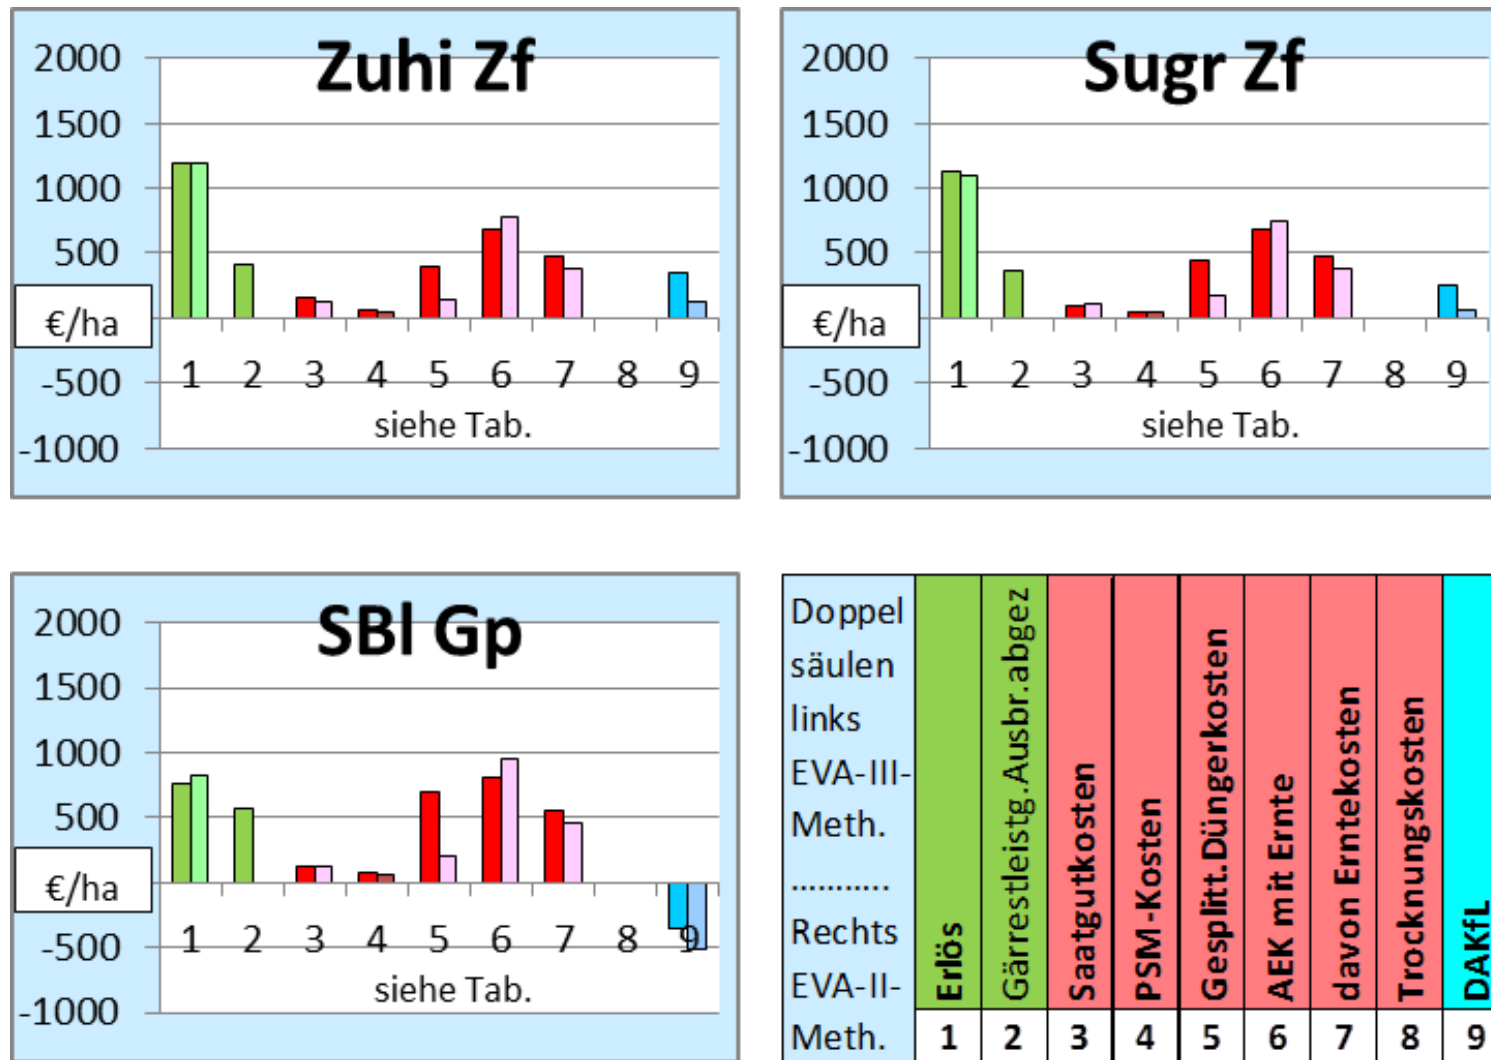 Zuhi Zf
2000
1500
1000
500
€/ha
-500
-1000
1 2 3 4 5 6 7 8 9
siehe Tab.
Sugr Zf
2000
1500
1000
500
€/ha
-500
-1000
1 2 3 4 5 6 7 8 9
siehe Tab.
SBl Gp
2000
1500
1000
500
€/ha
-500
-1000
1 2 3 4 5 6 7 8 9
siehe Tab.
Doppel
säulen
links
EVA-III-
Meth.
...........
Rechts
EVA-II-
Meth.
Erlös
Gärrestleistg.Ausbr.abgez
Saatgutkosten
PSM-Kosten
Gesplitt.Düngerkosten
AEK mit Ernte
davon Erntekosten
Trocknungskosten
DAKfL
1 2 3 4 5 6 7 8 9